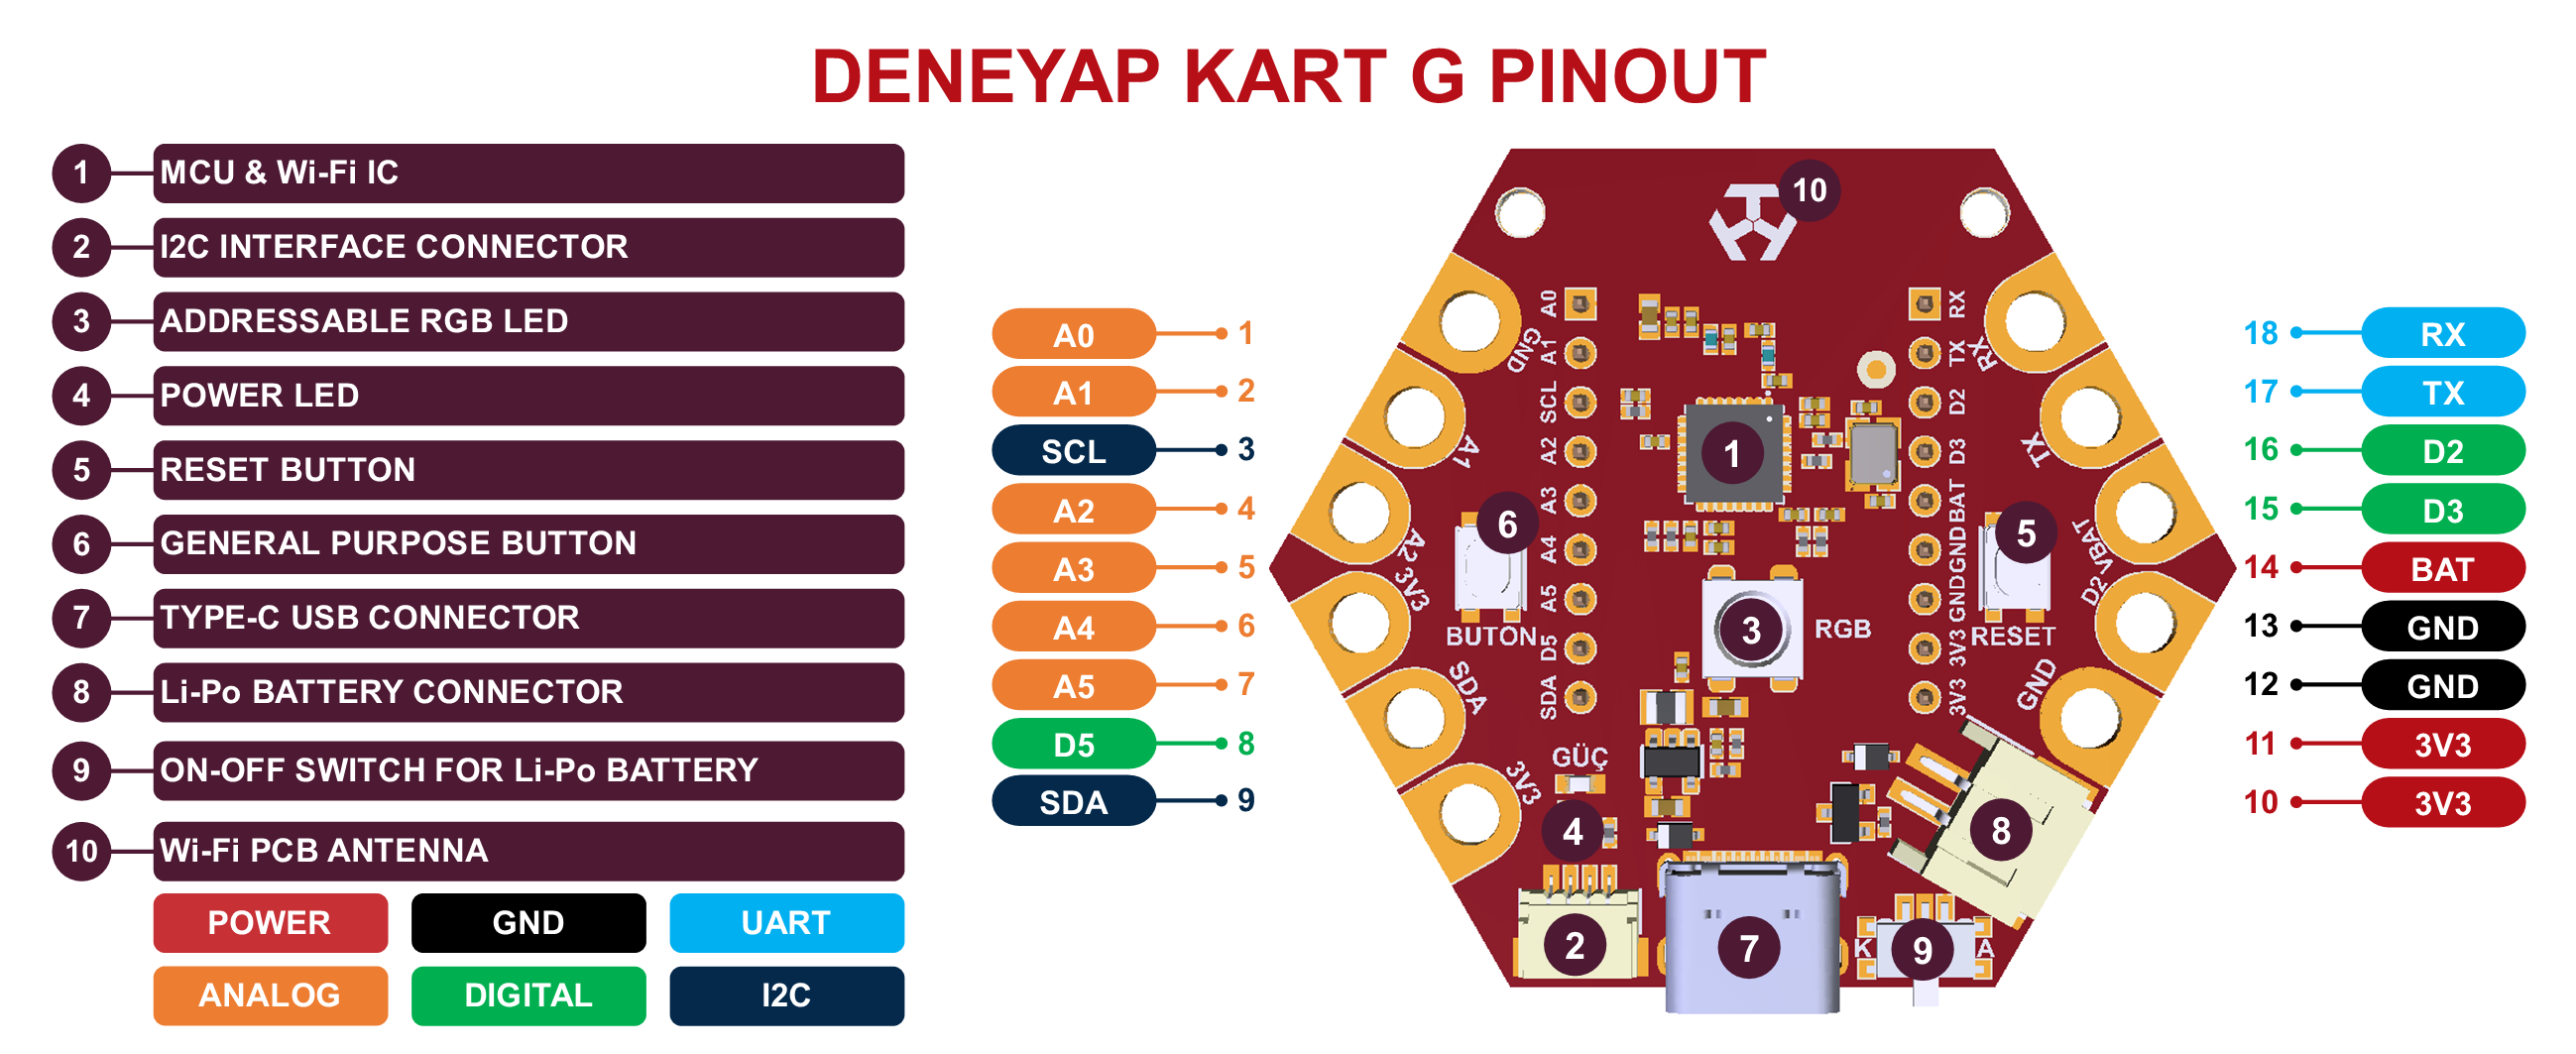 DENEYAP KART G PINOUT
1 MCU & Wi-Fi IC
2 I2C INTERFACE CONNECTOR
3 ADDRESSABLE RGB LED
4 POWER LED
5 RESET BUTTON
6 GENERAL PURPOSE BUTTON
7 TYPE-C USB CONNECTOR
8 Li-Po BATTERY CONNECTOR
9 ON-OFF SWITCH FOR Li-Po BATTERY
10 Wi-Fi PCB ANTENNA
POWER GND UART
ANALOG DIGITAL I2C
A0 1
A1 2
SCL 3
A2 4
A3 5
A4 6
A5 7
D5 8
SDA 9
10
GND
A1
A2
3V3
SDA
3V3
A0
A1
SCL
A2
A3
A4
A5
D5
SDA
1
6
BUTON
3
RGB
5
RESET
RX
TX
D2
D3
BAT
GND
GND
3V3
3V3
RX
TX
VBAT
D2
GND
GÜÇ
4
8
2
7
K 9 A
18 RX
17 TX
16 D2
15 D3
14 BAT
13 GND
12 GND
11 3V3
10 3V3